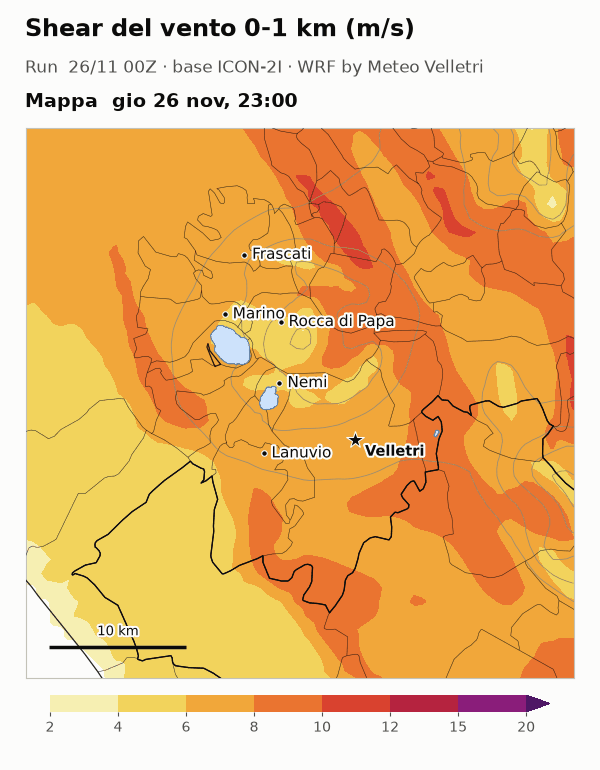 Shear del vento 0-1 km (m/s)
Run  26/11 00Z · base ICON-2I · WRF by Meteo Velletri
Mappa  gio 26 nov, 23:00
Frascati
Marino
Rocca di Papa
Nemi
Velletri
Lanuvio
10 km
2 4 6 8 10 12 15 20